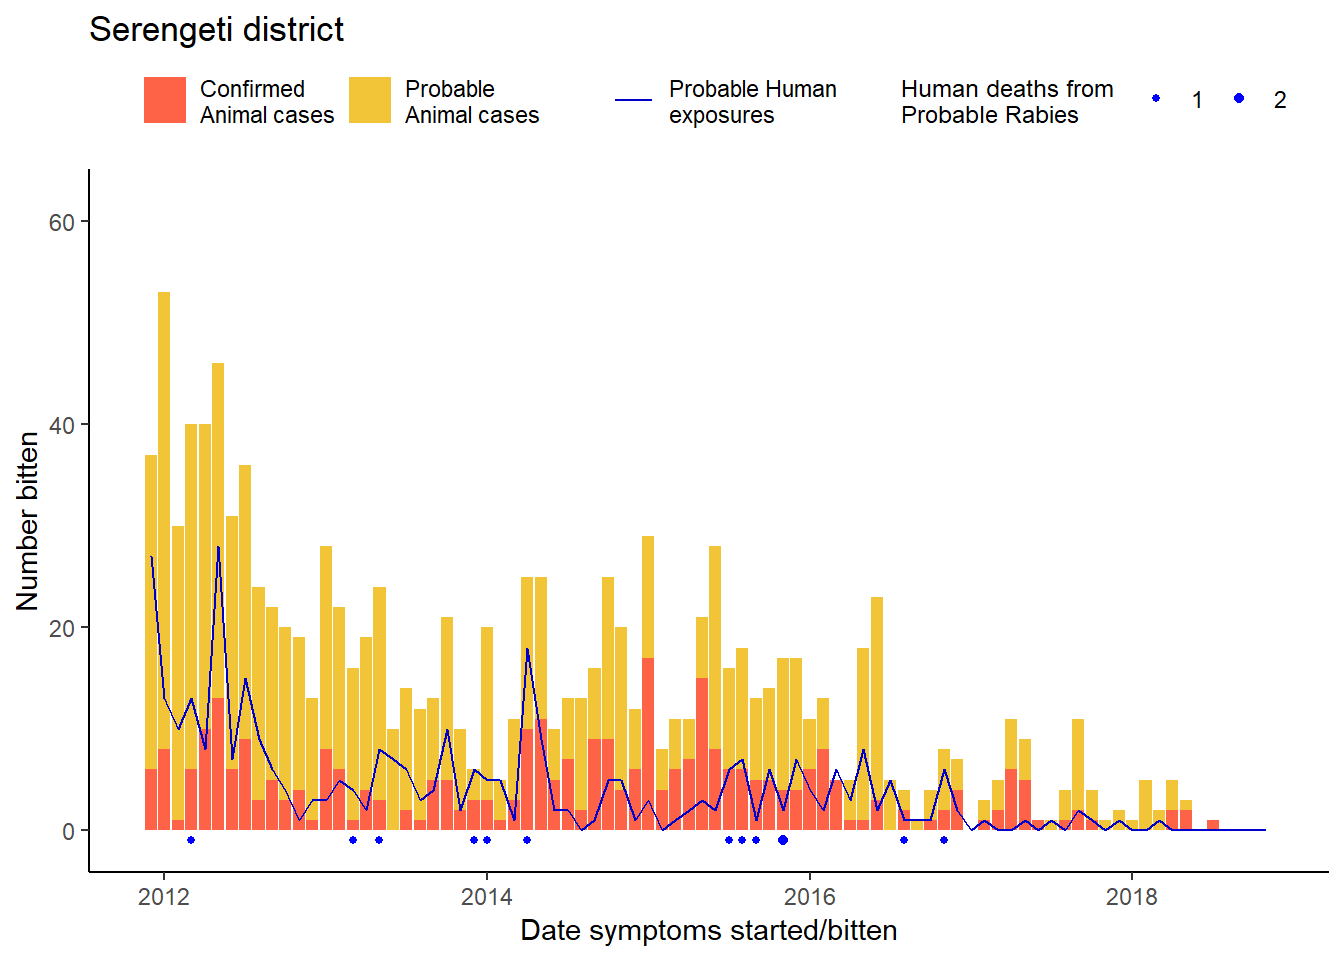 Serengeti district
Confirmed
Animal cases
Probable
Animal cases
Probable Human
exposures
Human deaths from
Probable Rabies
1
2
Number bitten
60
40
20
0
2012
2014
2016
2018
Date symptoms started/bitten